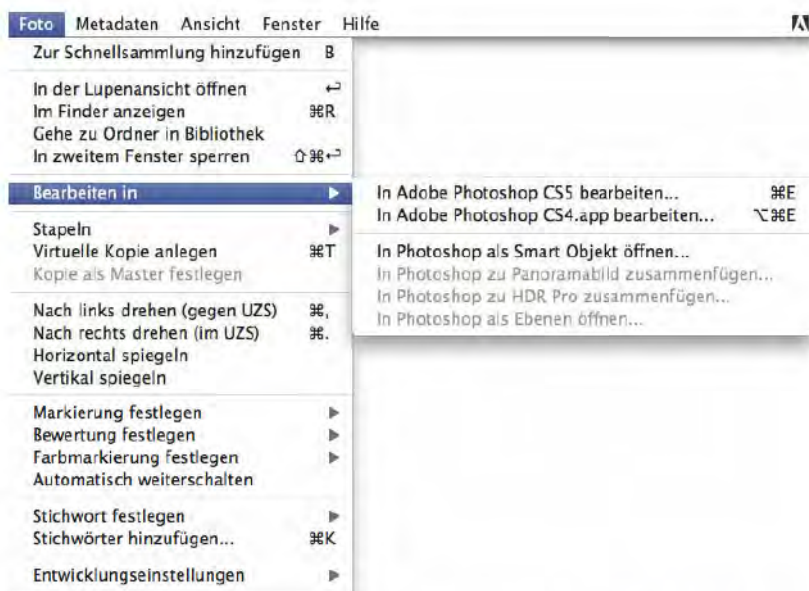 Foto Metadaten Ansicht Fenster Hilfe
Zur Schnellsammlung hinzufügen B
In der Lupenansicht öffnen ↩
Im Finder anzeigen ⌘R
Gehe zu Ordner in Bibliothek
In zweitem Fenster sperren ⇧⌘↩
Bearbeiten in ▶
In Adobe Photoshop CS5 bearbeiten... ⌘E
In Adobe Photoshop CS4.app bearbeiten... ⌥⌘E
In Photoshop als Smart Objekt öffnen...
In Photoshop zu Panoramabild zusammenfügen...
In Photoshop zu HDR Pro zusammenfügen...
In Photoshop als Ebenen öffnen...
Stapeln ▶
Virtuelle Kopie anlegen ⌘T
Kopie als Master festlegen
Nach links drehen (gegen UZS) ⌘,
Nach rechts drehen (im UZS) ⌘.
Horizontal spiegeln
Vertikal spiegeln
Markierung festlegen ▶
Bewertung festlegen ▶
Farbmarkierung festlegen ▶
Automatisch weiterschalten
Stichwort festlegen ▶
Stichwörter hinzufügen... ⌘K
Entwicklungseinstellungen ▶